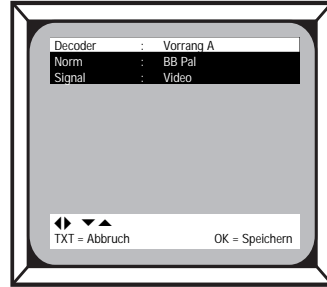 Decoder : Vorrang A
Norm : BB Pal
Signal : Video
TXT = Abbruch OK = Speichern